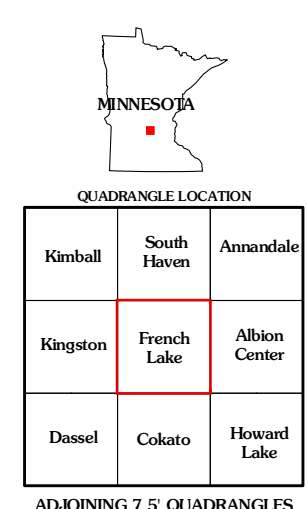 MINNESOTA
QUADRANGLE LOCATION
Kimball
South
Haven
Annandale
Kingston
French
Lake
Albion
Center
Dassel
Cokato
Howard
Lake
ADJOINING 7.5' QUADRANGLES